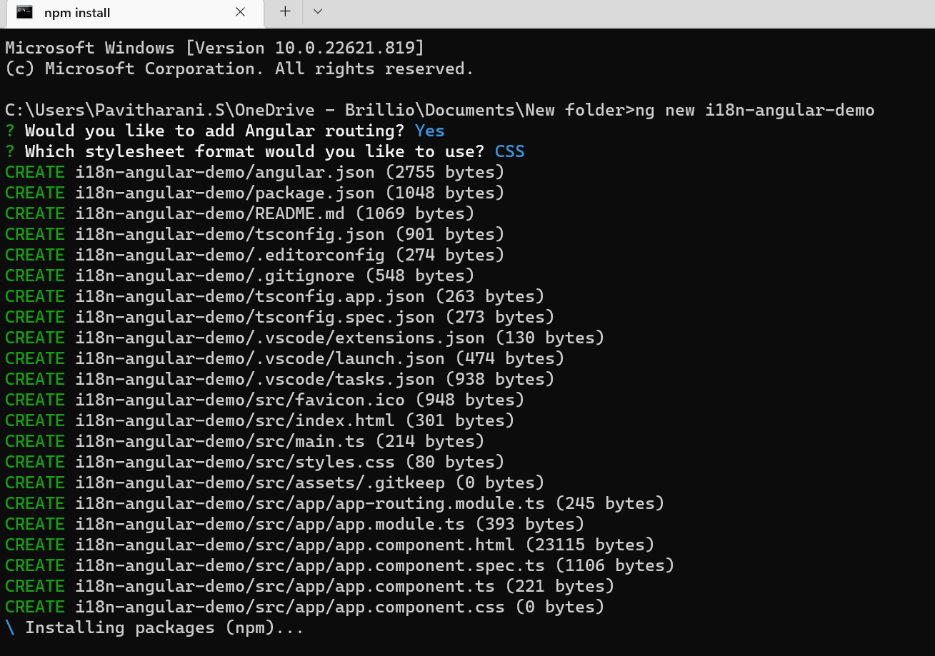 npm install
Microsoft Windows [Version 10.0.22621.819]
(c) Microsoft Corporation. All rights reserved.
C:\Users\Pavitharani.S\OneDrive - Brillio\Documents\New folder>ng new i18n-angular-demo
? Would you like to add Angular routing? Yes
? Which stylesheet format would you like to use? CSS
CREATE i18n-angular-demo/angular.json (2755 bytes)
CREATE i18n-angular-demo/package.json (1048 bytes)
CREATE i18n-angular-demo/README.md (1069 bytes)
CREATE i18n-angular-demo/tsconfig.json (901 bytes)
CREATE i18n-angular-demo/.editorconfig (274 bytes)
CREATE i18n-angular-demo/.gitignore (548 bytes)
CREATE i18n-angular-demo/tsconfig.app.json (263 bytes)
CREATE i18n-angular-demo/tsconfig.spec.json (273 bytes)
CREATE i18n-angular-demo/.vscode/extensions.json (130 bytes)
CREATE i18n-angular-demo/.vscode/launch.json (474 bytes)
CREATE i18n-angular-demo/.vscode/tasks.json (938 bytes)
CREATE i18n-angular-demo/src/favicon.ico (948 bytes)
CREATE i18n-angular-demo/src/index.html (301 bytes)
CREATE i18n-angular-demo/src/main.ts (214 bytes)
CREATE i18n-angular-demo/src/styles.css (80 bytes)
CREATE i18n-angular-demo/src/assets/.gitkeep (0 bytes)
CREATE i18n-angular-demo/src/app/app-routing.module.ts (245 bytes)
CREATE i18n-angular-demo/src/app/app.module.ts (393 bytes)
CREATE i18n-angular-demo/src/app/app.component.html (23115 bytes)
CREATE i18n-angular-demo/src/app/app.component.spec.ts (1106 bytes)
CREATE i18n-angular-demo/src/app/app.component.ts (221 bytes)
CREATE i18n-angular-demo/src/app/app.component.css (0 bytes)
\ Installing packages (npm)...